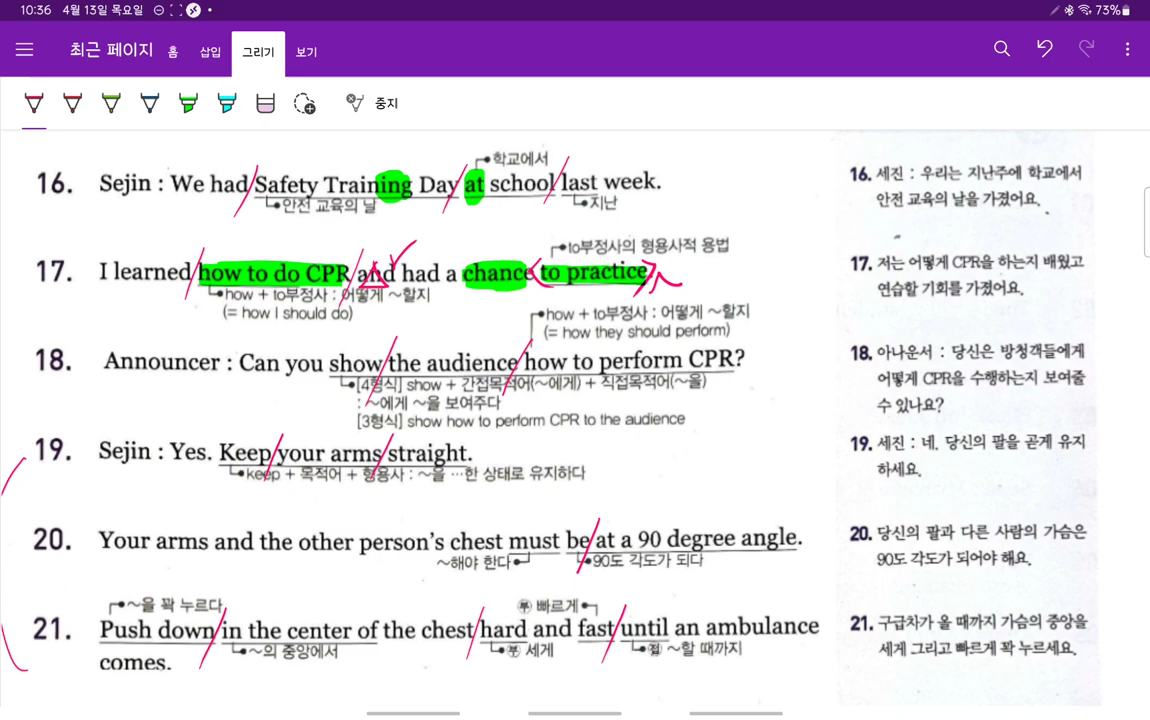 10:36 4월 13일 목요일 73%
최근 페이지 홈 삽입 그리기 보기
중지
학교에서
16. Sejin : We had Safety Training Day at school last week.
안전 교육의 날 지난
16. 세진 : 우리는 지난주에 학교에서
안전 교육의 날을 가졌어요.
to부정사의 형용사적 용법
17. I learned how to do CPR and had a chance to practice.
how + to부정사 : 어떻게 ~할지
(= how I should do)
17. 저는 어떻게 CPR을 하는지 배웠고
연습할 기회를 가졌어요.
how + to부정사 : 어떻게 ~할지
(= how they should perform)
18. Announcer : Can you show the audience how to perform CPR?
[4형식] show + 간접목적어(~에게) + 직접목적어(~을)
: ~에게 ~을 보여주다
[3형식] show how to perform CPR to the audience
18. 아나운서 : 당신은 방청객들에게
어떻게 CPR을 수행하는지 보여줄
수 있나요?
19. Sejin : Yes. Keep your arms straight.
keep + 목적어 + 형용사 : ~을 …한 상태로 유지하다
19. 세진 : 네. 당신의 팔을 곧게 유지
하세요.
20. Your arms and the other person's chest must be at a 90 degree angle.
~해야 한다 90도 각도가 되다
20. 당신의 팔과 다른 사람의 가슴은
90도 각도가 되어야 해요.
~을 꽉 누르다 ㊝ 빠르게
21. Push down in the center of the chest hard and fast until an ambulance
~의 중앙에서 세게 ~할 때까지
comes.
21. 구급차가 올 때까지 가슴의 중앙을
세게 그리고 빠르게 꽉 누르세요.